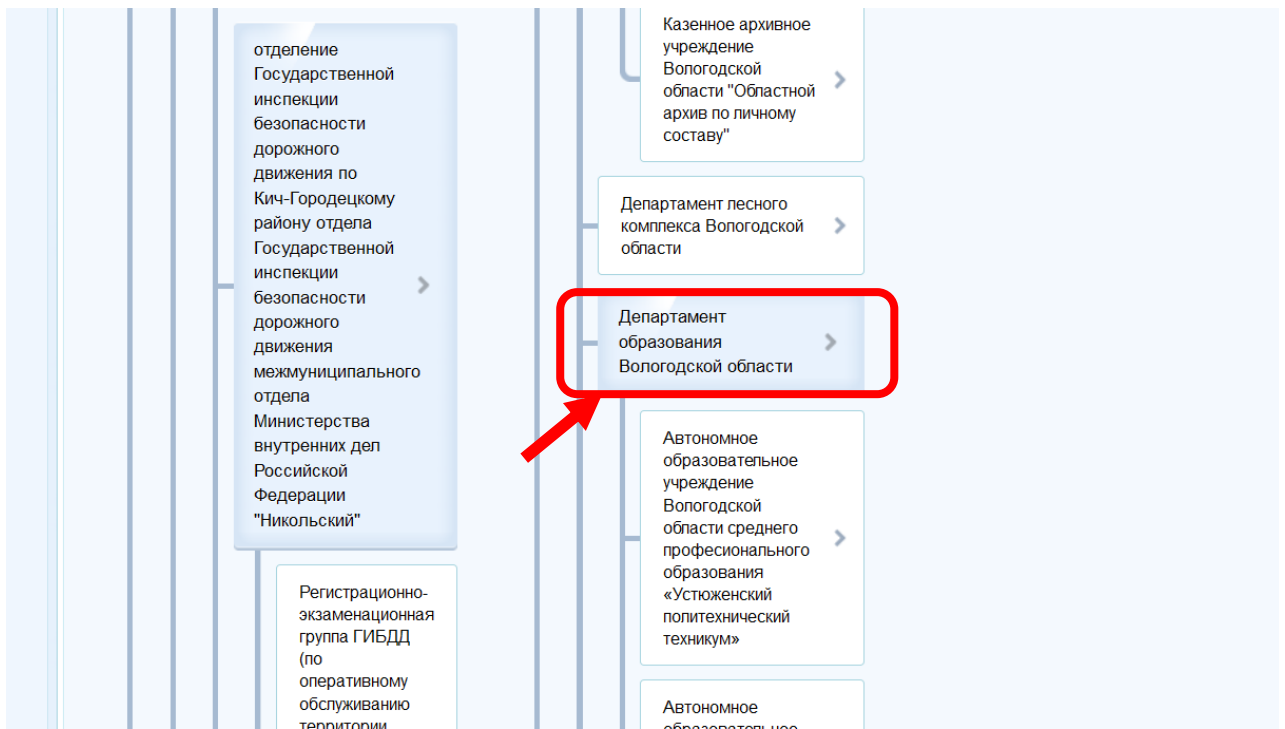 отделение
Государственной
инспекции
безопасности
дорожного
движения по
Кич-Городецкому
району отдела
Государственной
инспекции
безопасности
дорожного
движения
межмуниципального
отдела
Министерства
внутренних дел
Российской
Федерации
"Никольский"
Регистрационно-
экзаменационная
группа ГИБДД
(по
оперативному
обслуживанию
территории
Казенное архивное
учреждение
Вологодской
области "Областной
архив по личному
составу"
Департамент лесного
комплекса Вологодской
области
Департамент
образования
Вологодской области
Автономное
образовательное
учреждение
Вологодской
области среднего
професионального
образования
«Устюженский
политехнический
техникум»
Автономное
образовательное